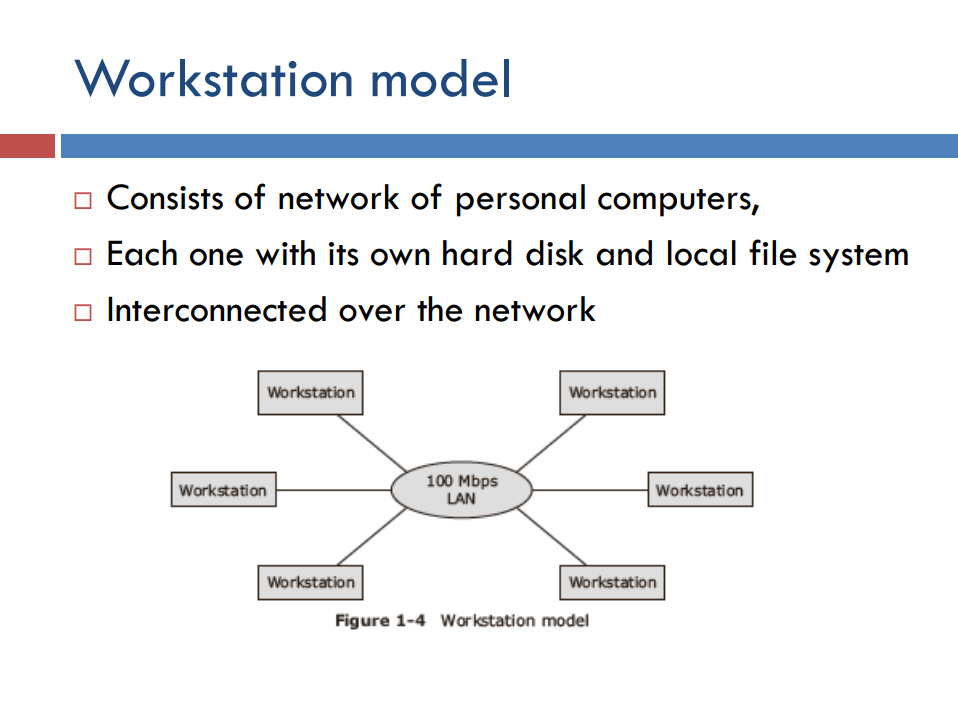 Workstation model
Consists of network of personal computers,
Each one with its own hard disk and local file system
Interconnected over the network
Workstation
Workstation
Workstation
100 Mbps
LAN
Workstation
Workstation
Workstation
Figure 1-4 Workstation model